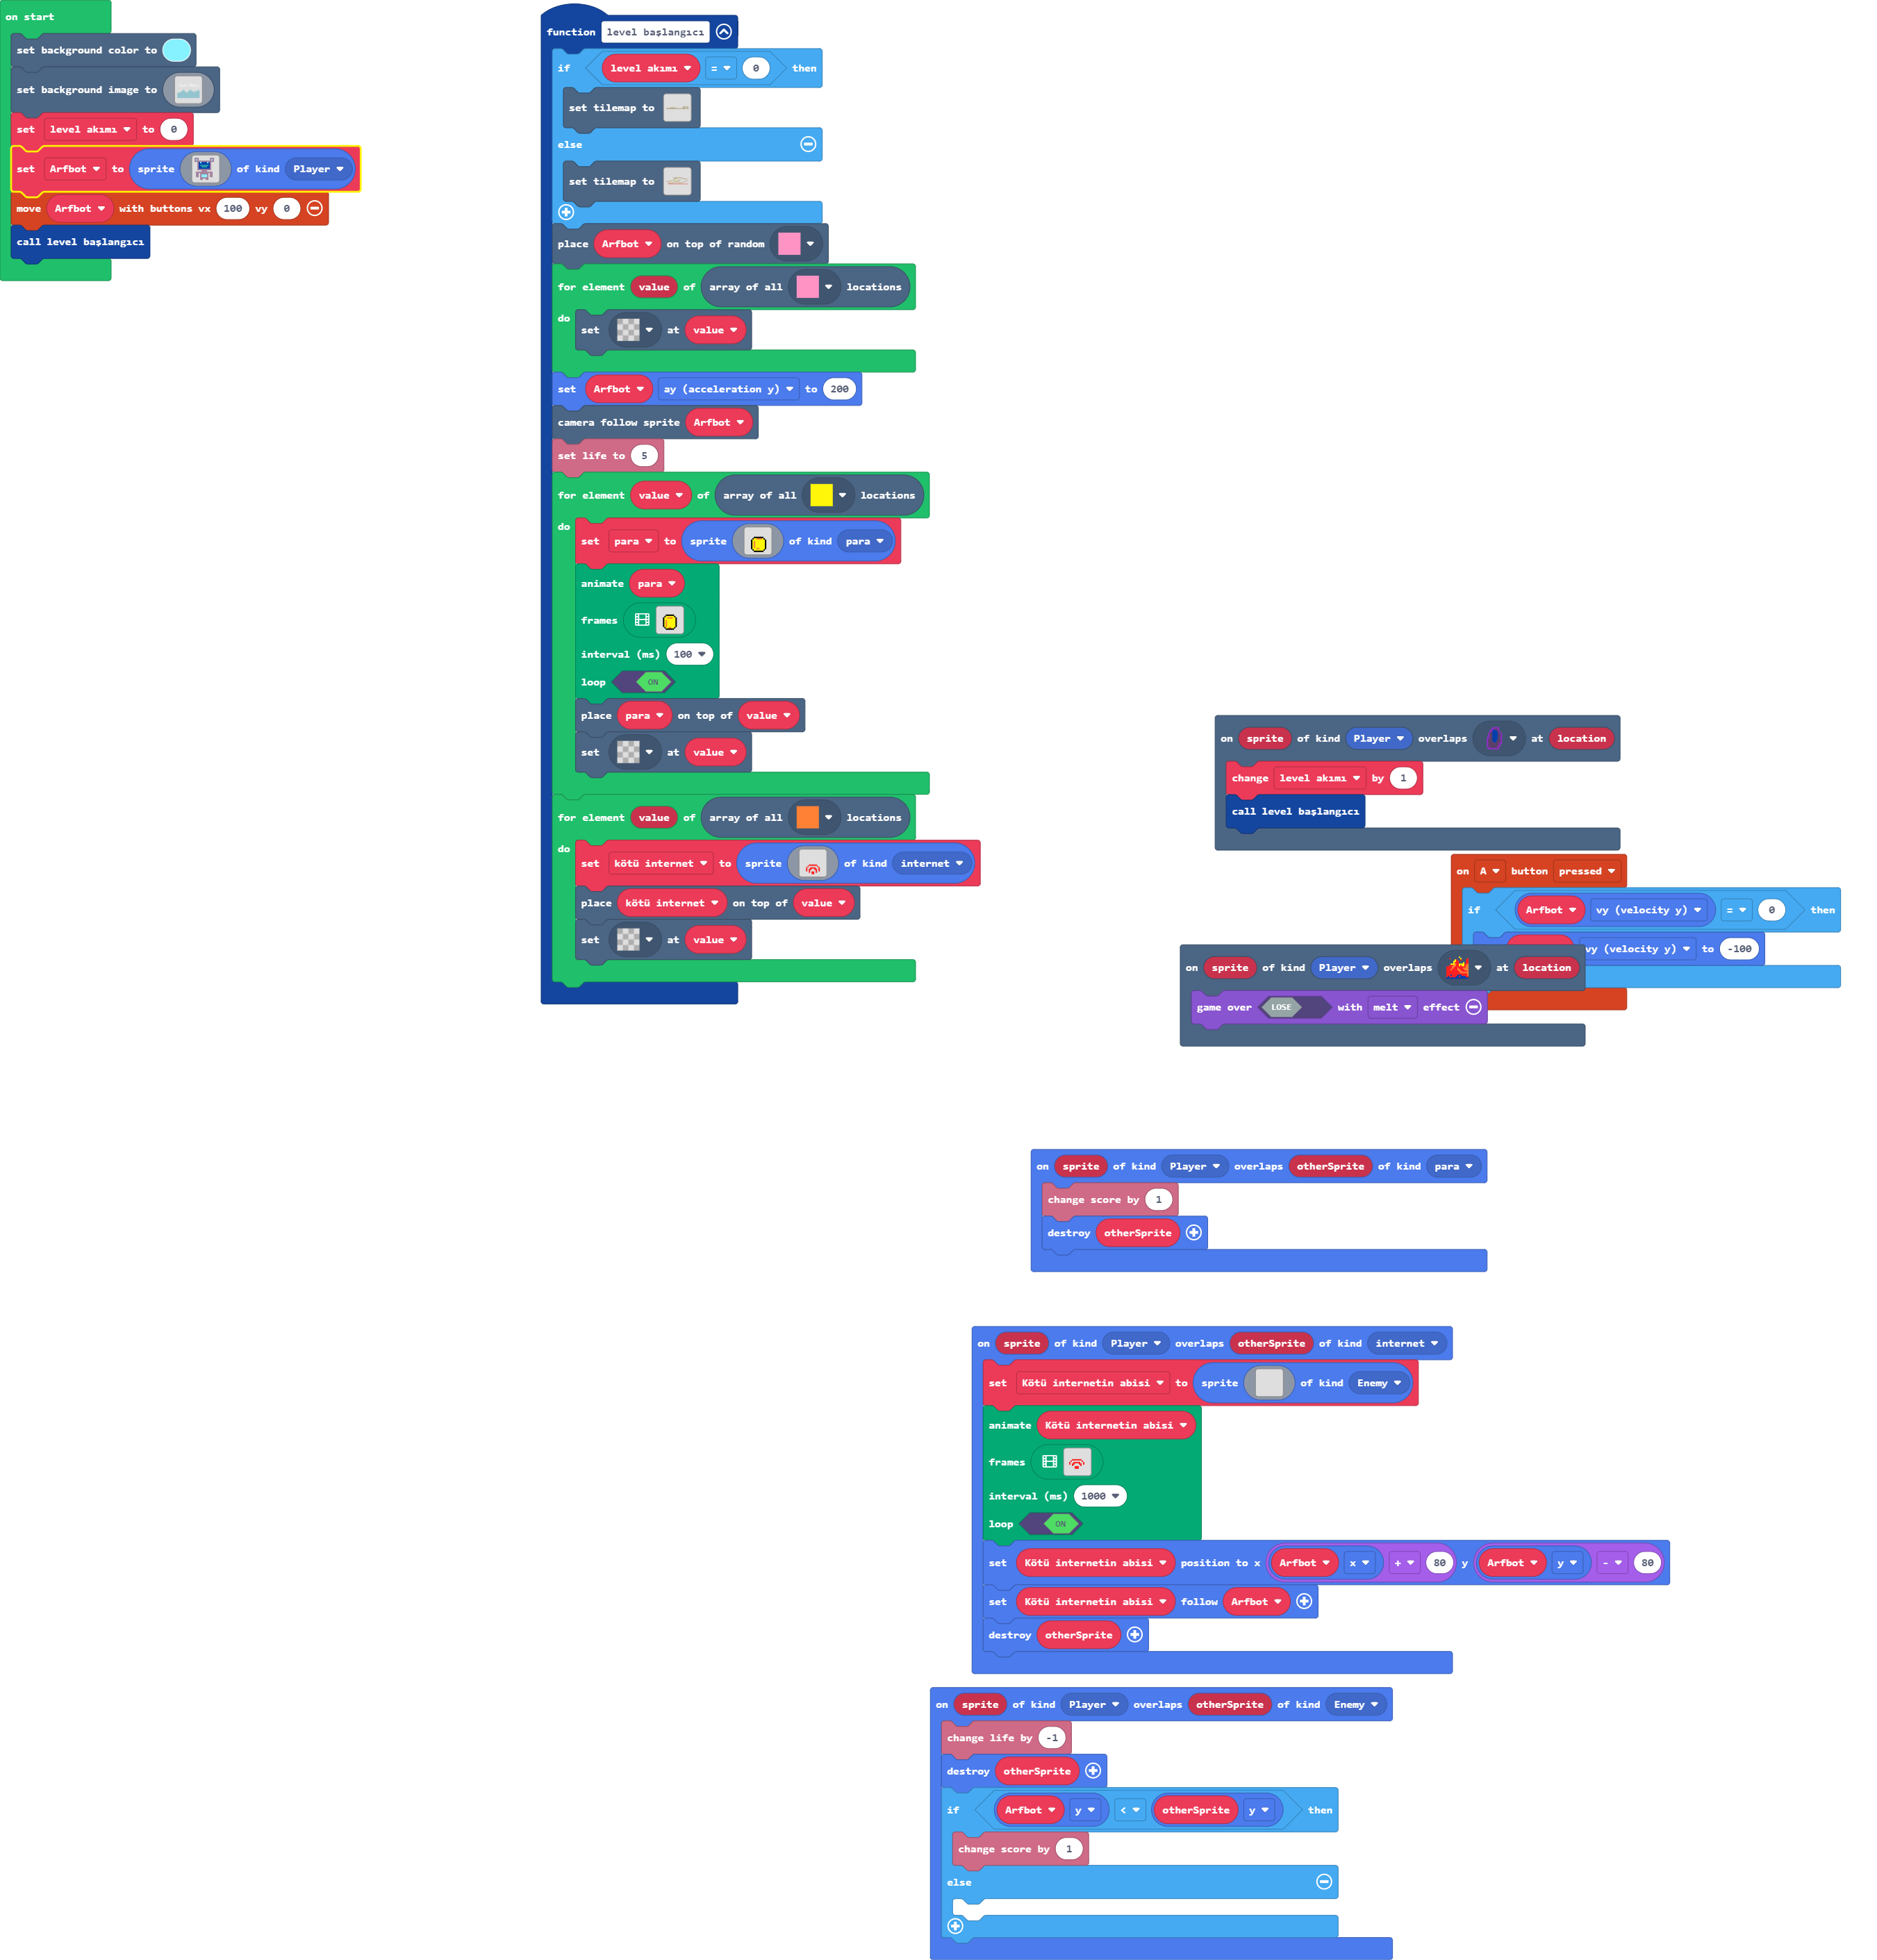 on start
set background color to
set background image to
set level akımı to 0
set Arfbot to sprite of kind Player
move Arfbot with buttons vx 100 vy 0
call level başlangıcı
function level başlangıcı
if level akımı = 0 then
set tilemap to
else
set tilemap to
place Arfbot on top of random
for element value of array of all locations
do
set at value
set Arfbot ay (acceleration y) to 200
camera follow sprite Arfbot
set life to 5
for element value of array of all locations
do
set para to sprite of kind para
animate para
frames
interval (ms) 100
loop ON
place para on top of value
set at value
for element value of array of all locations
do
set kötü internet to sprite of kind internet
place kötü internet on top of value
set at value
on sprite of kind Player overlaps at location
change level akımı by 1
call level başlangıcı
on A button pressed
if Arfbot vy (velocity y) = 0 then
vy (velocity y) to -100
on sprite of kind Player overlaps at location
game over LOSE with melt effect
on sprite of kind Player overlaps otherSprite of kind para
change score by 1
destroy otherSprite
on sprite of kind Player overlaps otherSprite of kind internet
set Kötü internetin abisi to sprite of kind Enemy
animate Kötü internetin abisi
frames
interval (ms) 1000
loop ON
set Kötü internetin abisi position to x Arfbot x + 80 y Arfbot y - 80
set Kötü internetin abisi follow Arfbot
destroy otherSprite
on sprite of kind Player overlaps otherSprite of kind Enemy
change life by -1
destroy otherSprite
if Arfbot y < otherSprite y then
change score by 1
else